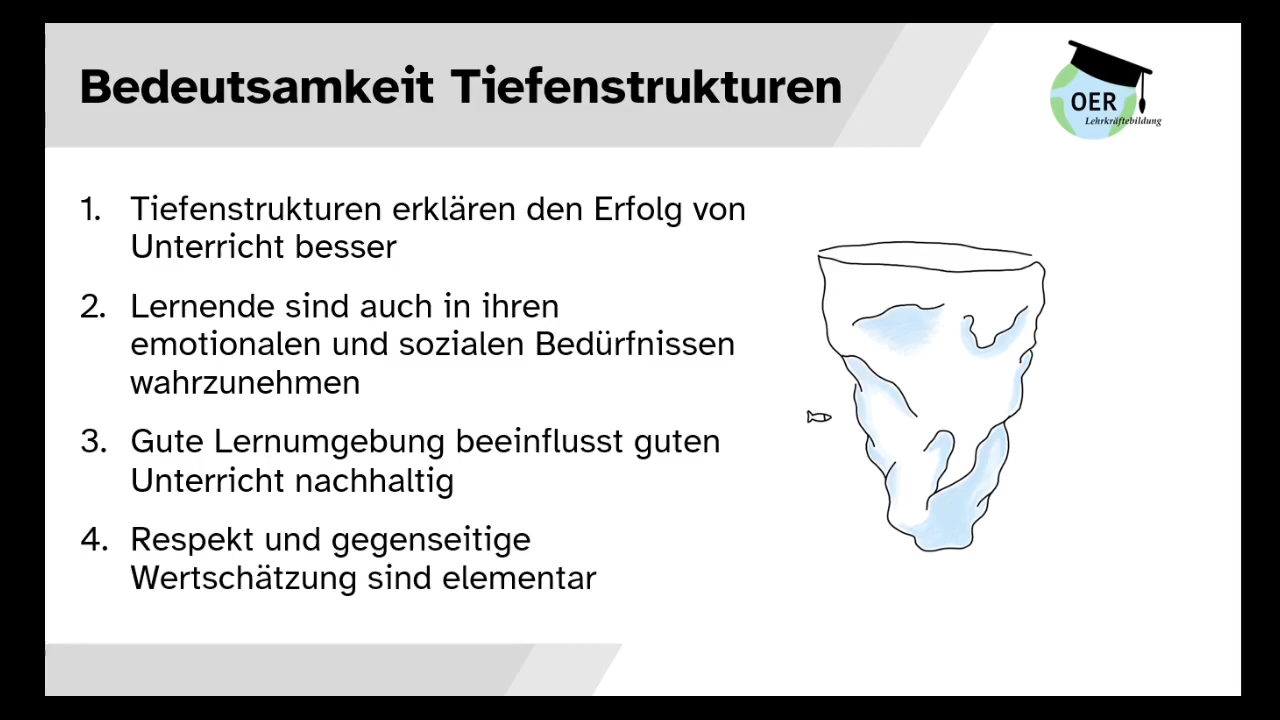 Bedeutsamkeit Tiefenstrukturen
OER
Lehrkräftebildung
1. Tiefenstrukturen erklären den Erfolg von
Unterricht besser
2. Lernende sind auch in ihren
emotionalen und sozialen Bedürfnissen
wahrzunehmen
3. Gute Lernumgebung beeinflusst guten
Unterricht nachhaltig
4. Respekt und gegenseitige
Wertschätzung sind elementar